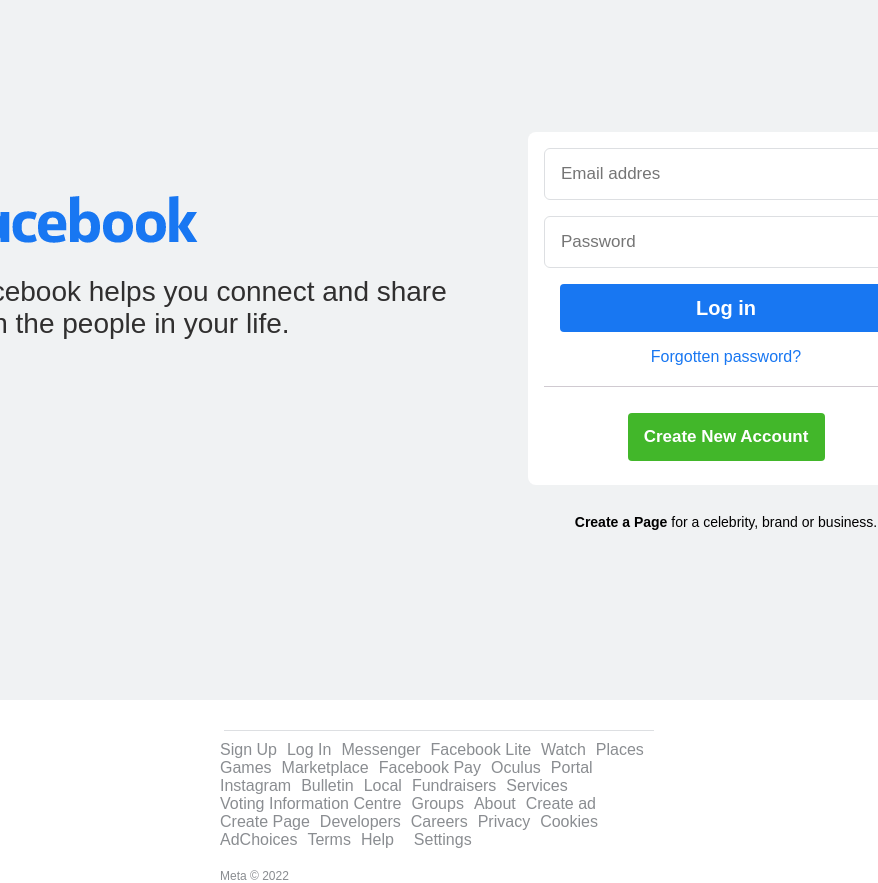 acebook
cebook helps you connect and share
n the people in your life.
Email addres
Password
Log in
Forgotten password?
Create New Account
Create a Page for a celebrity, brand or business.
Sign Up Log In Messenger Facebook Lite Watch Places
Games Marketplace Facebook Pay Oculus Portal
Instagram Bulletin Local Fundraisers Services
Voting Information Centre Groups About Create ad
Create Page Developers Careers Privacy Cookies
AdChoices Terms Help Settings
Meta © 2022